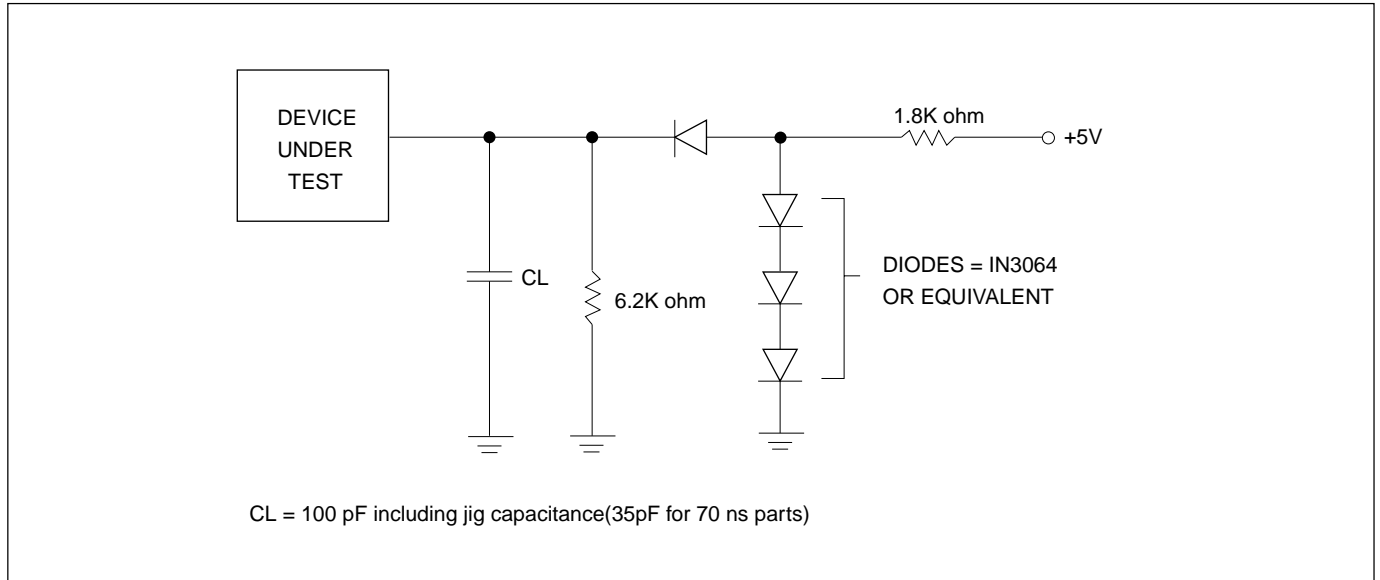 DEVICE
UNDER
TEST
1.8K ohm
+5V
CL
6.2K ohm
DIODES = IN3064
OR EQUIVALENT
CL = 100 pF including jig capacitance(35pF for 70 ns parts)